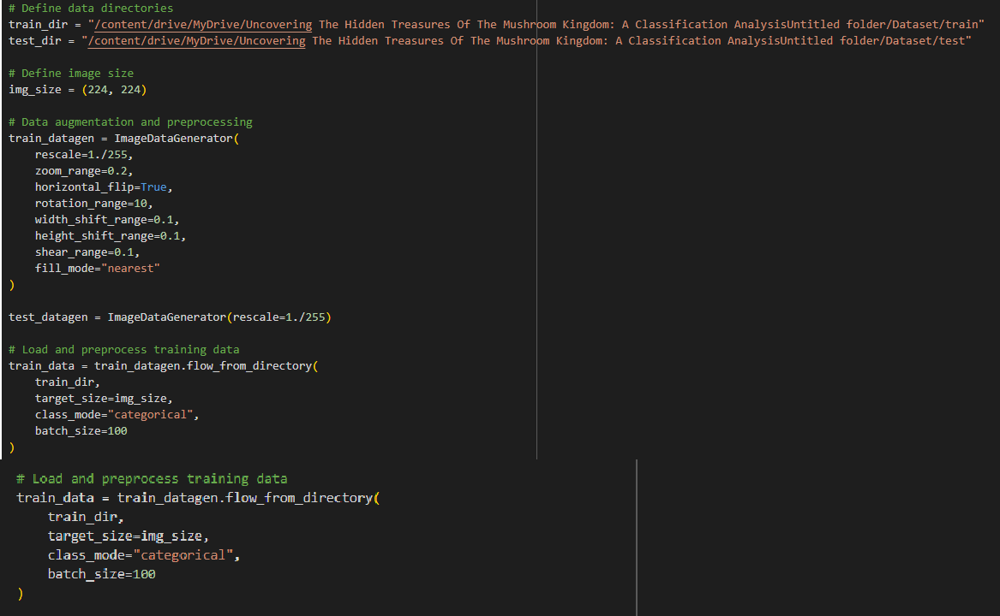 # Define data directories
train_dir = "/content/drive/MyDrive/Uncovering The Hidden Treasures Of The Mushroom Kingdom: A Classification AnalysisUntitled folder/Dataset/train"
test_dir = "/content/drive/MyDrive/Uncovering The Hidden Treasures Of The Mushroom Kingdom: A Classification AnalysisUntitled folder/Dataset/test"

# Define image size
img_size = (224, 224)

# Data augmentation and preprocessing
train_datagen = ImageDataGenerator(
    rescale=1./255,
    zoom_range=0.2,
    horizontal_flip=True,
    rotation_range=10,
    width_shift_range=0.1,
    height_shift_range=0.1,
    shear_range=0.1,
    fill_mode="nearest"
)

test_datagen = ImageDataGenerator(rescale=1./255)

# Load and preprocess training data
train_data = train_datagen.flow_from_directory(
    train_dir,
    target_size=img_size,
    class_mode="categorical",
    batch_size=100
)
# Load and preprocess training data
train_data = train_datagen.flow_from_directory(
    train_dir,
    target_size=img_size,
    class_mode="categorical",
    batch_size=100
)